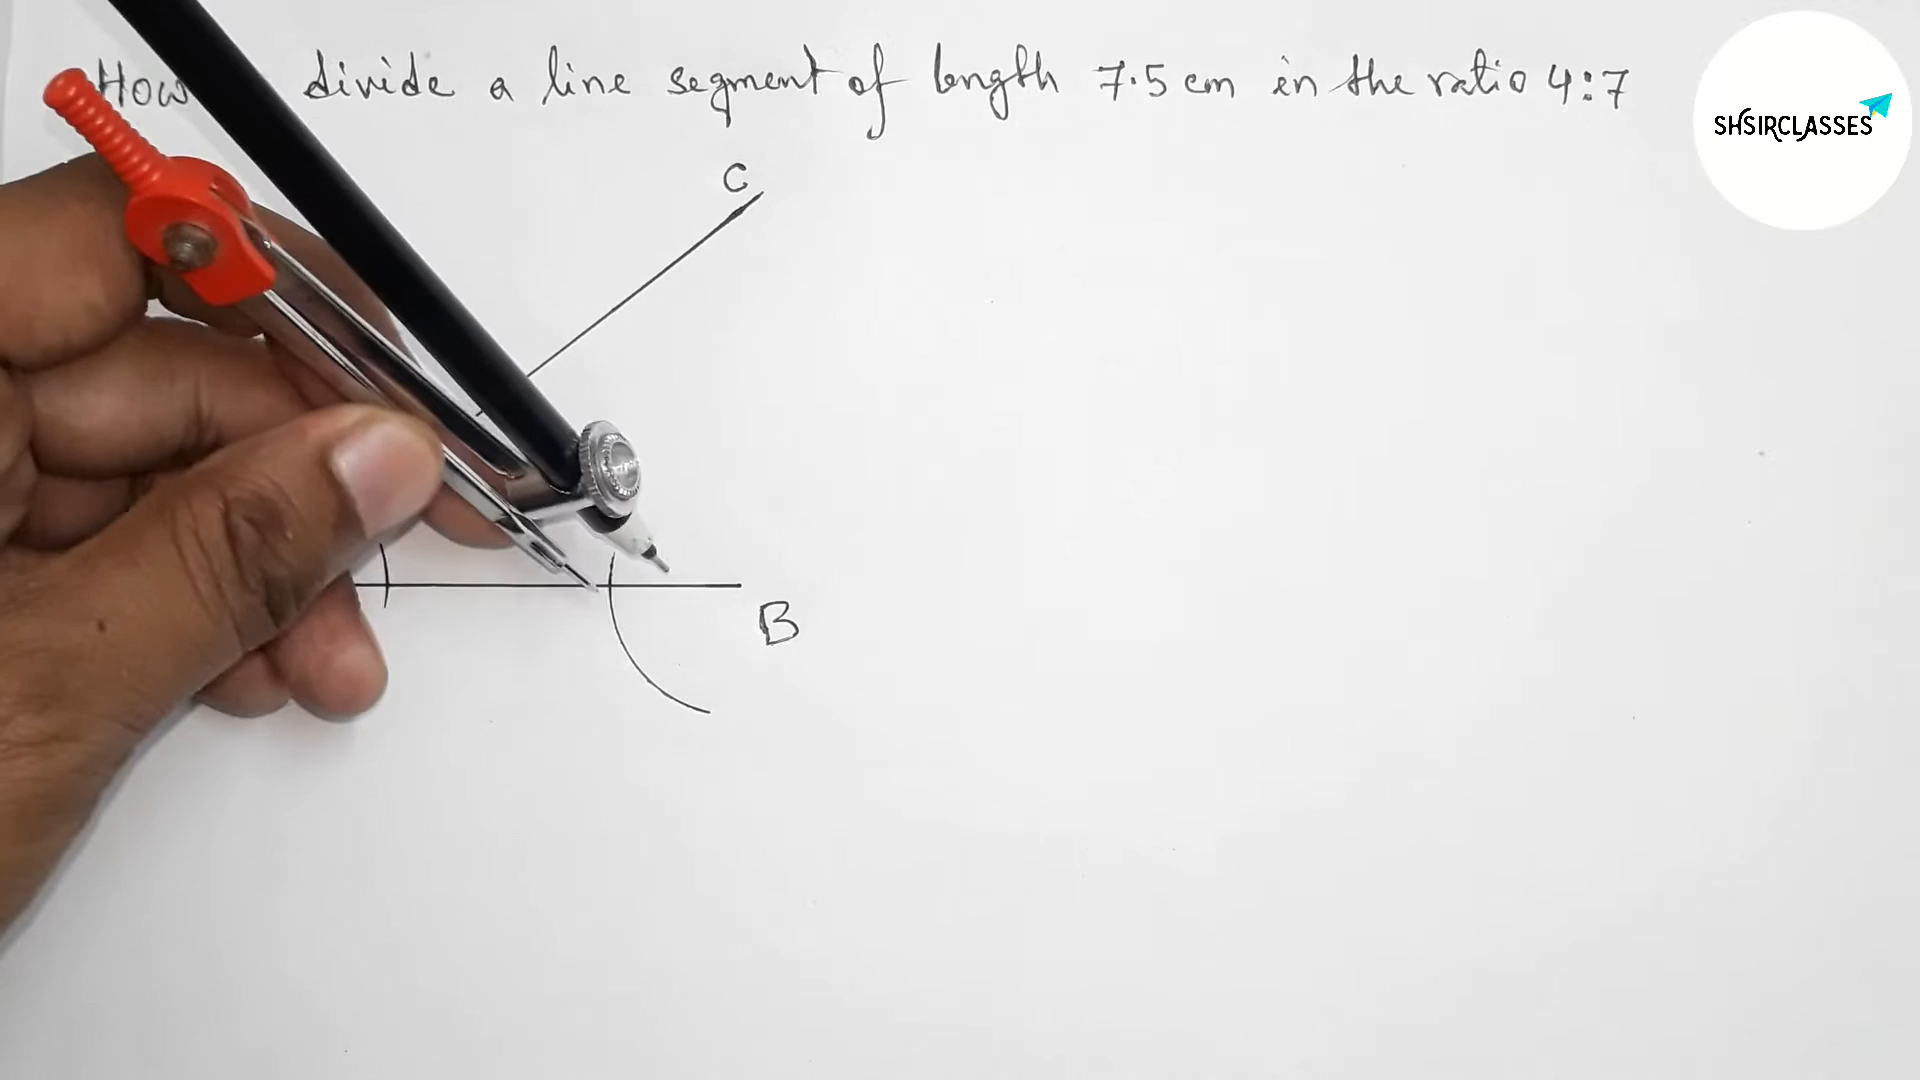 How divide a line segment of length 7.5 cm in the ratio 4:7
SHSIRCLASSES
C
B